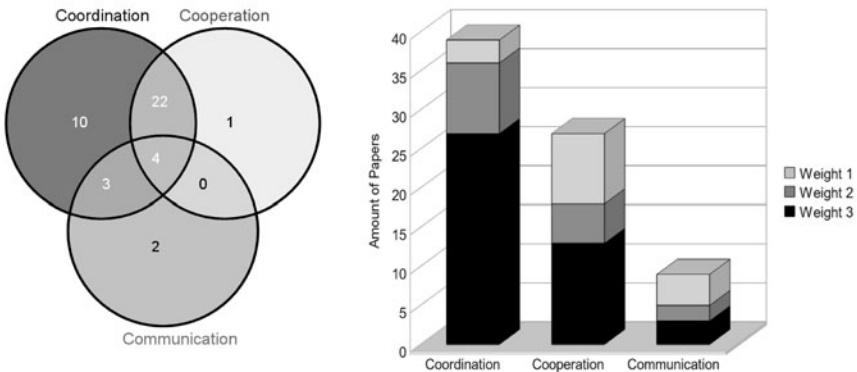 Coordination Cooperation
22
10
1
4
3
0
2
Communication
40
35
30
25
20
15
10
5
0
Amount of Papers
Coordination Cooperation Communication
Weight 1
Weight 2
Weight 3